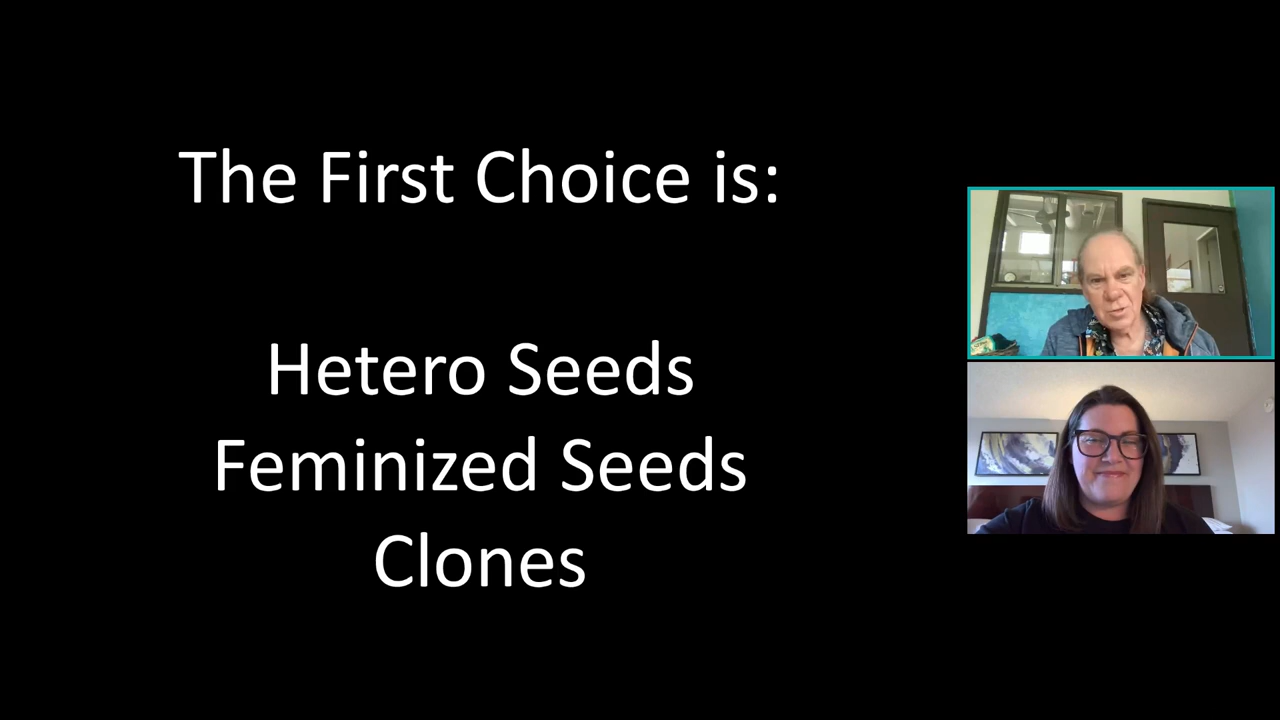 The First Choice is:
Hetero Seeds
Feminized Seeds
Clones